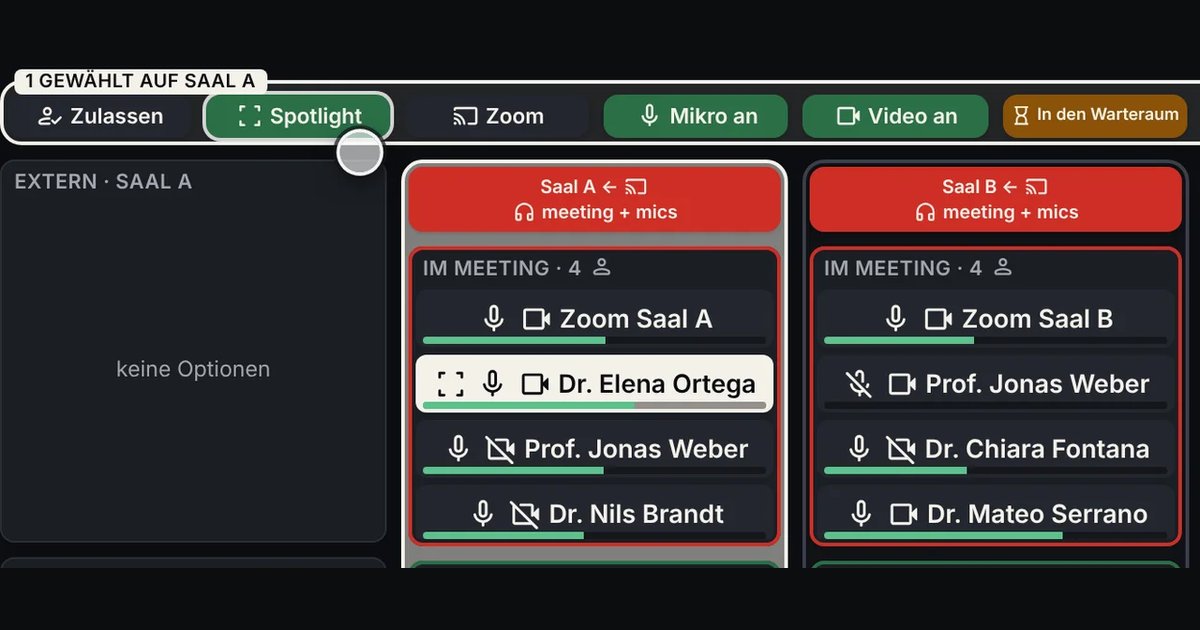 1 GEWÄHLT AUF SAAL A
Zulassen
Spotlight
Zoom
Mikro an
Video an
In den Warteraum
EXTERN · SAAL A
keine Optionen
Saal A ←
meeting + mics
IM MEETING · 4
Zoom Saal A
Dr. Elena Ortega
Prof. Jonas Weber
Dr. Nils Brandt
Saal B ←
meeting + mics
IM MEETING · 4
Zoom Saal B
Prof. Jonas Weber
Dr. Chiara Fontana
Dr. Mateo Serrano